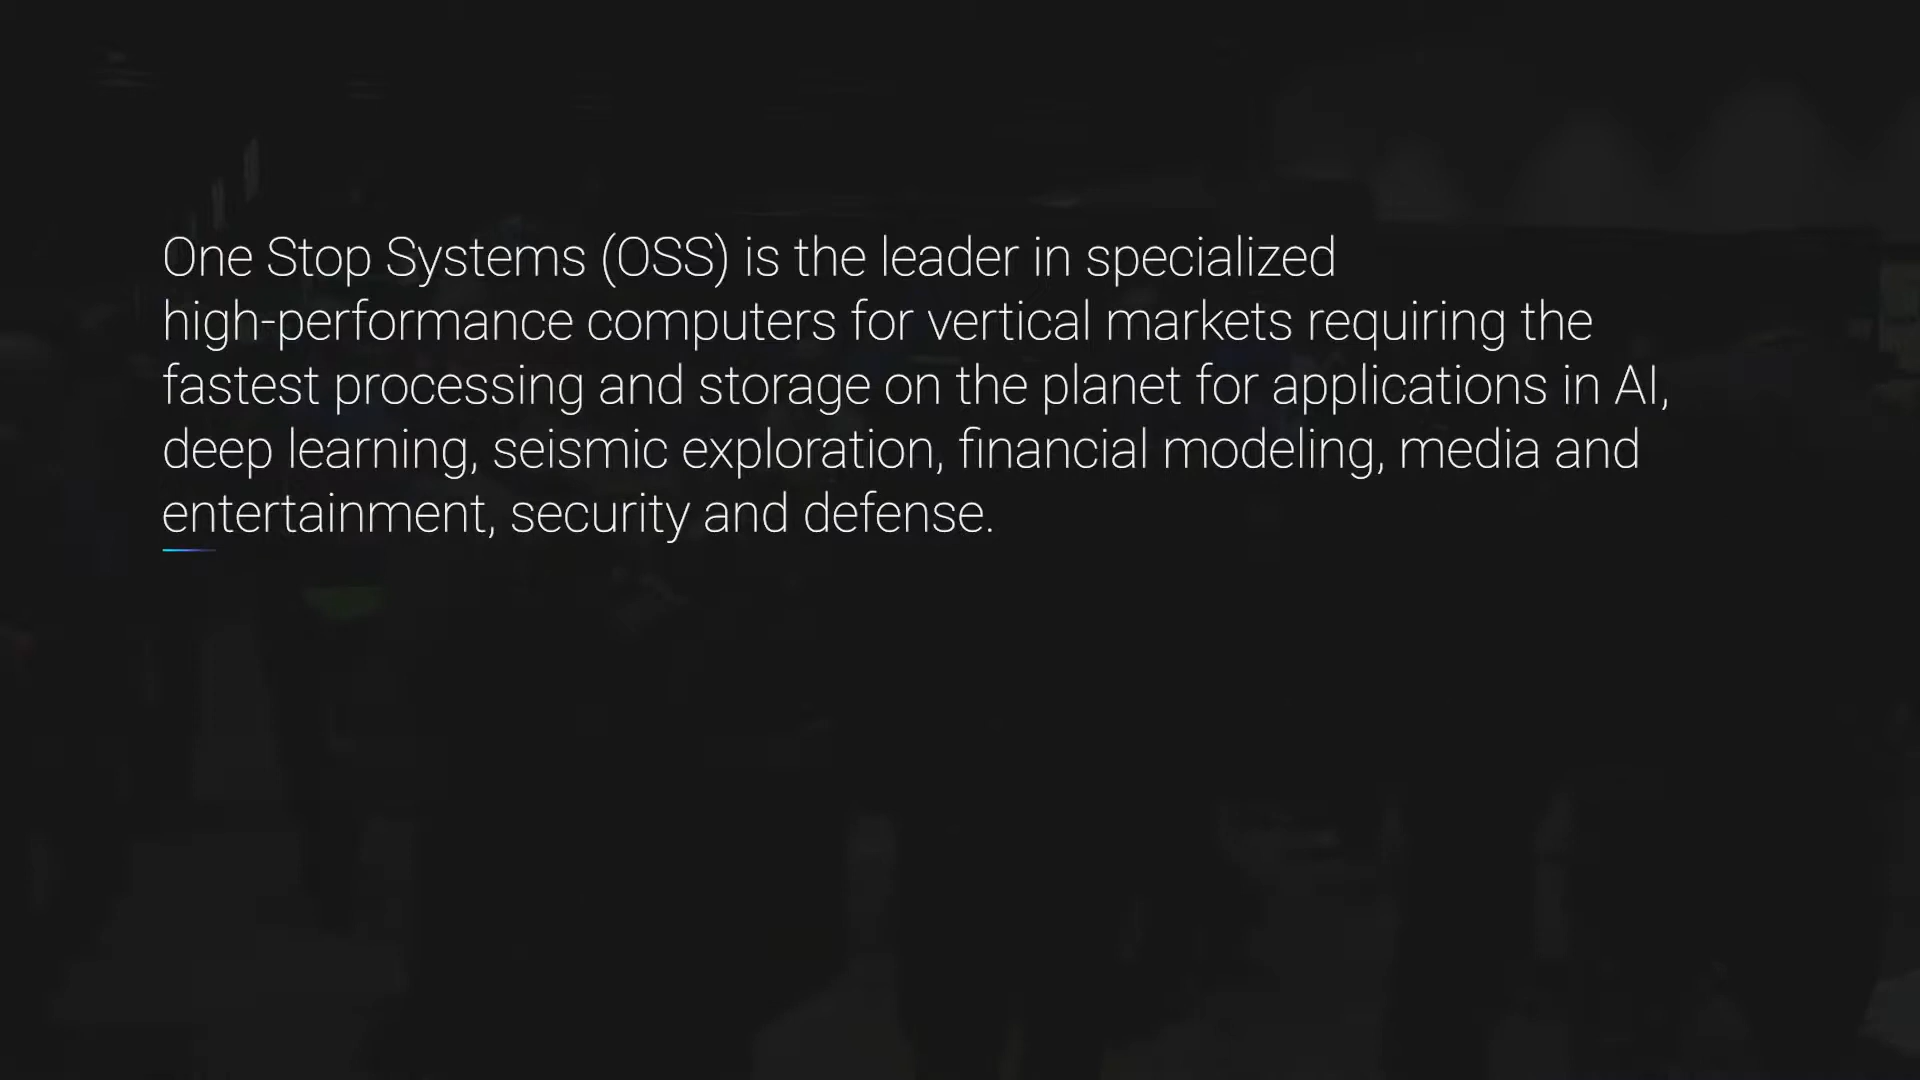 One Stop Systems (OSS) is the leader in specialized
high-performance computers for vertical markets requiring the
fastest processing and storage on the planet for applications in AI,
deep learning, seismic exploration, financial modeling, media and
entertainment, security and defense.